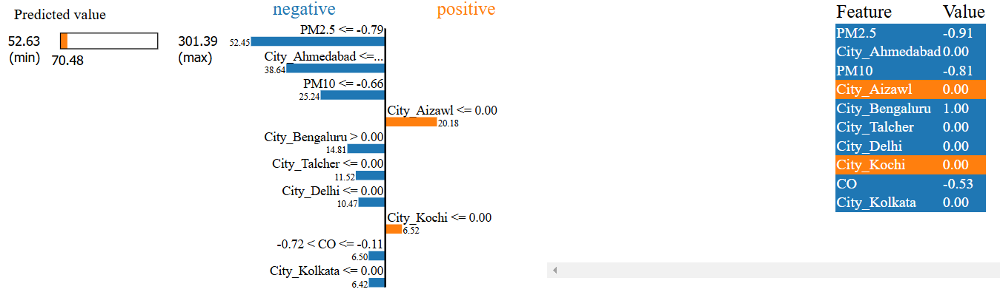 Predicted value
52.63
(min)
70.48
301.39
(max)
negative
positive
PM2.5 <= -0.79
52.45
City_Ahmedabad <=...
38.64
PM10 <= -0.66
25.24
City_Aizawl <= 0.00
20.18
City_Bengaluru > 0.00
14.81
City_Talcher <= 0.00
11.52
City_Delhi <= 0.00
10.47
City_Kochi <= 0.00
6.52
-0.72 < CO <= -0.11
6.50
City_Kolkata <= 0.00
6.42
Feature Value
PM2.5 -0.91
City_Ahmedabad 0.00
PM10 -0.81
City_Aizawl 0.00
City_Bengaluru 1.00
City_Talcher 0.00
City_Delhi 0.00
City_Kochi 0.00
CO -0.53
City_Kolkata 0.00